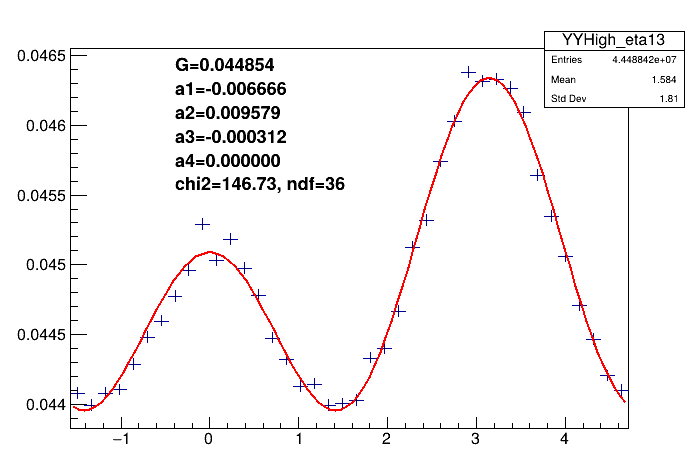 YYHigh_eta13
Entries 4.448842e+07
Mean 1.584
Std Dev 1.81
G=0.044854
a1=-0.006666
a2=0.009579
a3=-0.000312
a4=0.000000
chi2=146.73, ndf=36
0.0465
0.046
0.0455
0.045
0.0445
0.044
−1 0 1 2 3 4